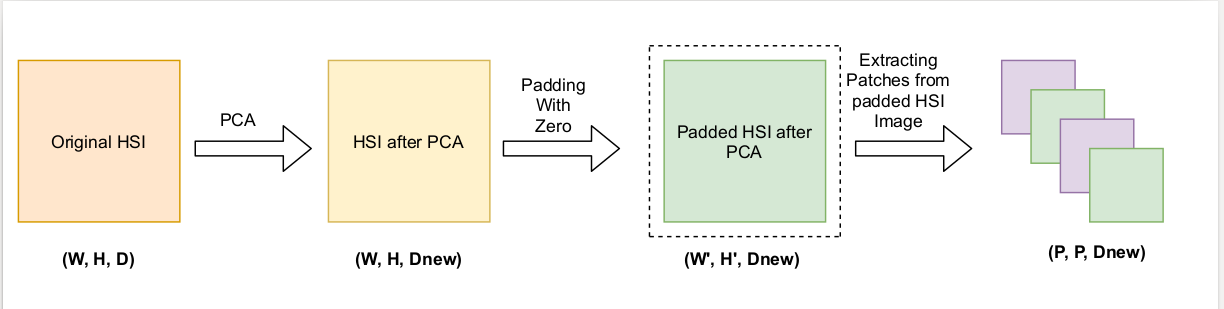 Original HSI
(W, H, D)
PCA
HSI after PCA
(W, H, Dnew)
Padding
With
Zero
Padded HSI after
PCA
(W', H', Dnew)
Extracting
Patches from
padded HSI
Image
(P, P, Dnew)